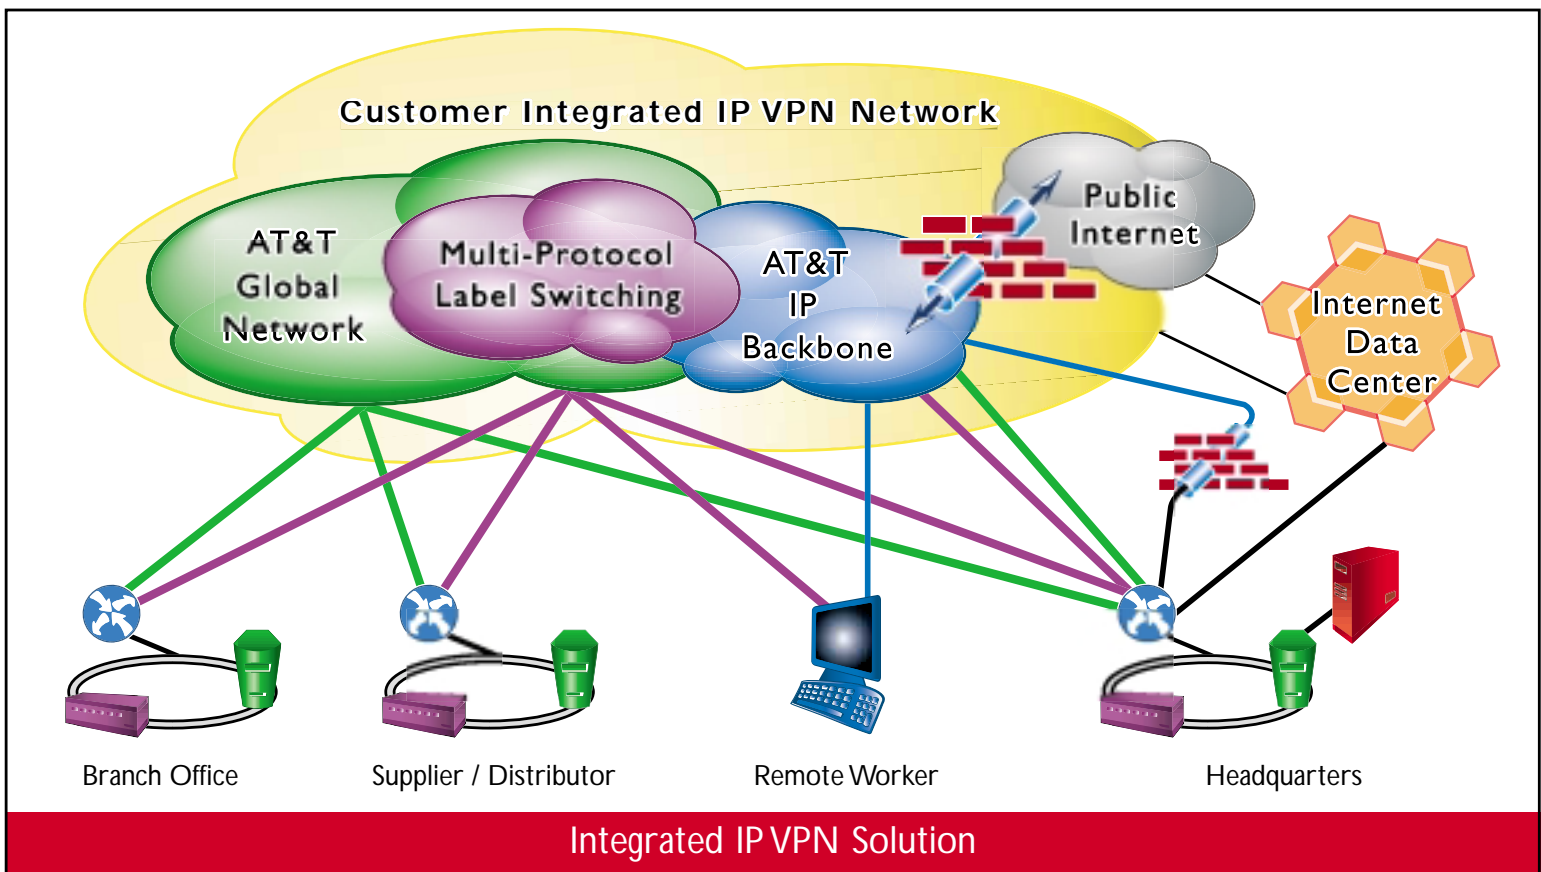 Customer Integrated IP VPN Network
AT&T
Global
Network
Multi-Protocol
Label Switching
AT&T
IP
Backbone
Public
Internet
Internet
Data
Center
Branch Office
Supplier / Distributor
Remote Worker
Headquarters
Integrated IP VPN Solution